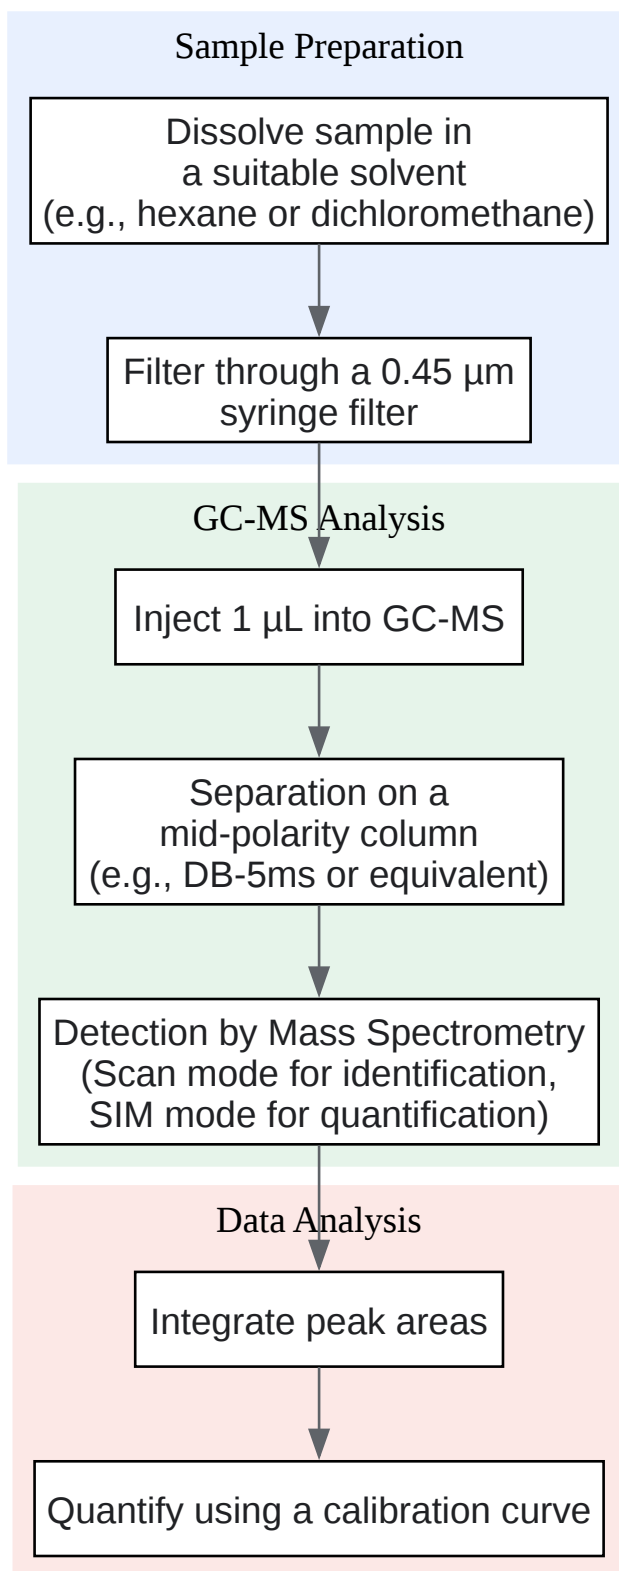 Sample Preparation
Dissolve sample in
a suitable solvent
(e.g., hexane or dichloromethane)
Filter through a 0.45 µm
syringe filter
GC-MS Analysis
Inject 1 µL into GC-MS
Separation on a
mid-polarity column
(e.g., DB-5ms or equivalent)
Detection by Mass Spectrometry
(Scan mode for identification,
SIM mode for quantification)
Data Analysis
Integrate peak areas
Quantify using a calibration curve